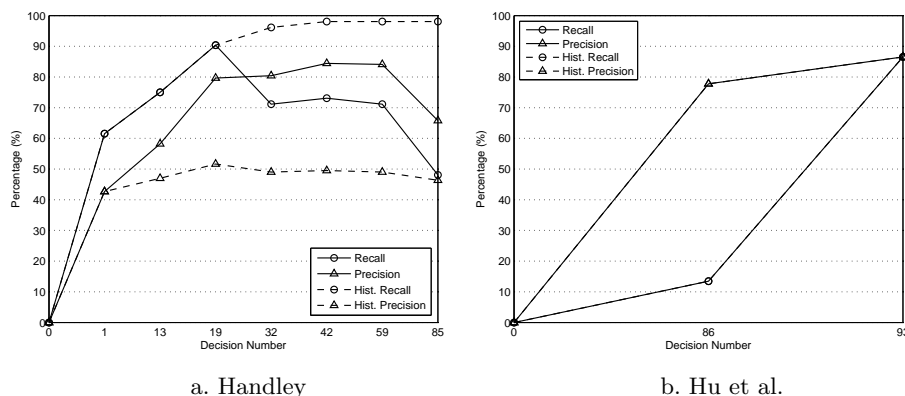 100
90
80
70
60
50
40
30
20
10
0
Percentage (%)
0 1 13 19 32 42 59 85
Decision Number
Recall
Precision
Hist. Recall
Hist. Precision
a. Handley
100
90
80
70
60
50
40
30
20
10
0
Percentage (%)
0 86 93
Decision Number
Recall
Precision
Hist. Recall
Hist. Precision
b. Hu et al.